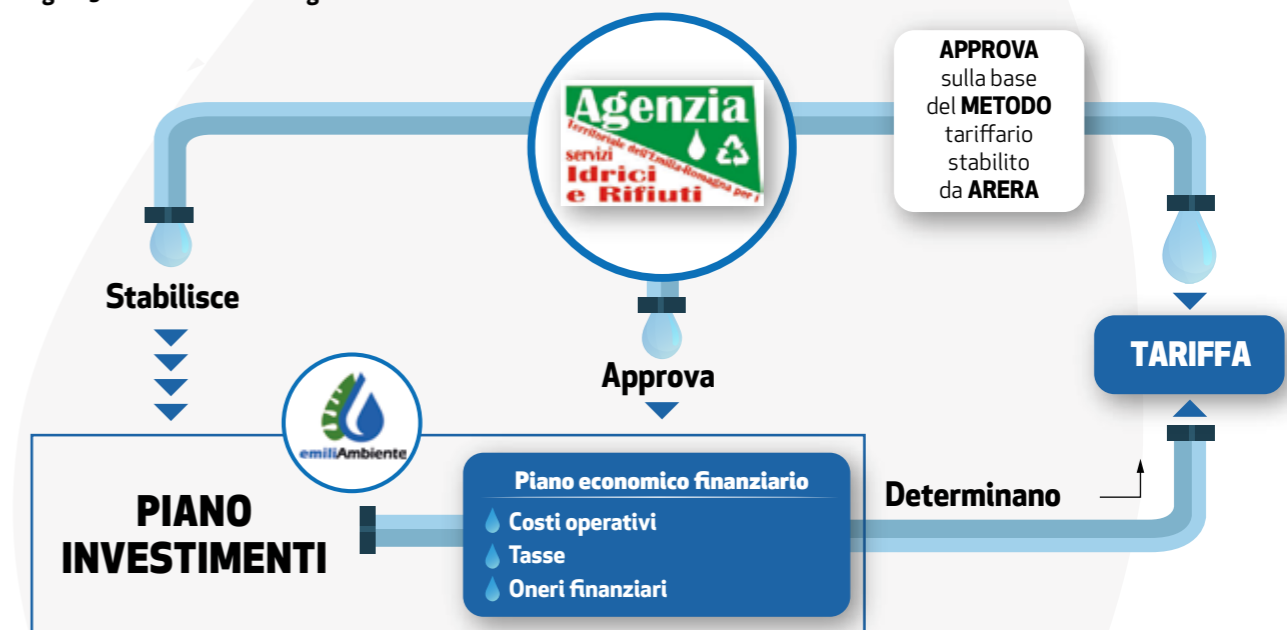 APPROVA
sulla base
del METODO
tariffario
stabilito
da ARERA
Agenzia
Territoriale dell'Emilia-Romagna per i
servizi
Idrici
e Rifiuti
Stabilisce
Approva
TARIFFA
emiliAmbiente
PIANO
INVESTIMENTI
Piano economico finanziario
Costi operativi
Tasse
Oneri finanziari
Determinano